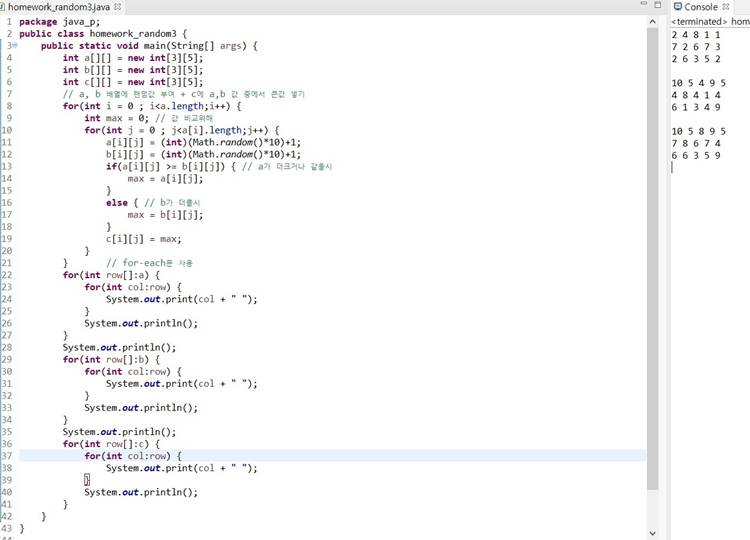 homework_random3.java
1 package java_p;
2 public class homework_random3 {
3 public static void main(String[] args) {
4 int a[][] = new int[3][5];
5 int b[][] = new int[3][5];
6 int c[][] = new int[3][5];
7 // a, b 배열에 랜덤값 부여 + c에 a,b 값 중에서 큰값 넣기
8 for(int i = 0 ; i<a.length;i++) {
9 int max = 0; // 값 비교위해
10 for(int j = 0 ; j<a[i].length;j++) {
11 a[i][j] = (int)(Math.random()*10)+1;
12 b[i][j] = (int)(Math.random()*10)+1;
13 if(a[i][j] >= b[i][j]) { // a가 더크거나 같을시
14 max = a[i][j];
15 }
16 else { // b가 더클시
17 max = b[i][j];
18 }
19 c[i][j] = max;
20 }
21 } // for-each문 사용
22 for(int row[]:a) {
23 for(int col:row) {
24 System.out.print(col + " ");
25 }
26 System.out.println();
27 }
28 System.out.println();
29 for(int row[]:b) {
30 for(int col:row) {
31 System.out.print(col + " ");
32 }
33 System.out.println();
34 }
35 System.out.println();
36 for(int row[]:c) {
37 for(int col:row) {
38 System.out.print(col + " ");
39 }
40 System.out.println();
41 }
42 }
43 }
Console
<terminated> hom
2 4 8 1 1
7 2 6 7 3
2 6 3 5 2
10 5 4 9 5
4 8 4 1 4
6 1 3 4 9
10 5 8 9 5
7 8 6 7 4
6 6 3 5 9